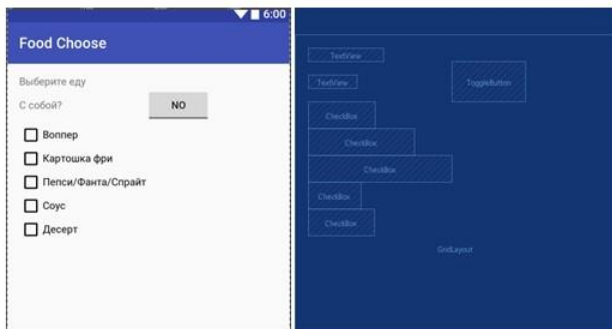 6:00
Food Choose
Выберите еду
С собой?
NO
Воппер
Картошка фри
Пепси/Фанта/Спрайт
Соус
Десерт
TextView
TextView
ToggleButton
CheckBox
CheckBox
CheckBox
CheckBox
CheckBox
GridLayout